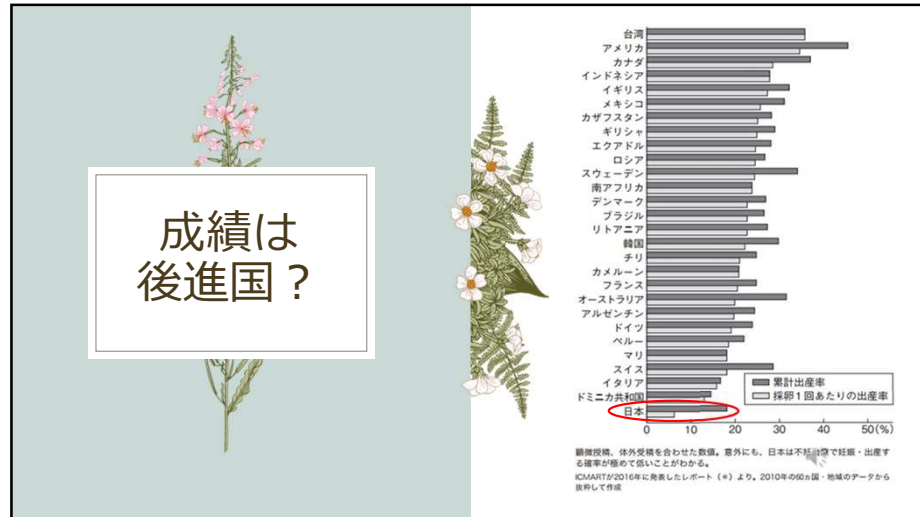 成績は
後進国？
台湾
アメリカ
カナダ
インドネシア
イギリス
メキシコ
カザフスタン
ギリシャ
エクアドル
ロシア
スウェーデン
南アフリカ
デンマーク
ブラジル
リトアニア
韓国
チリ
カメルーン
フランス
オーストラリア
アルゼンチン
ドイツ
ペルー
マリ
スイス
イタリア
ドミニカ共和国
日本
累計出産率
採卵1回あたりの出産率
0 10 20 30 40 50(%)
顕微授精、体外受精を合わせた数値。意外にも、日本は不妊治療で妊娠・出産す
る確率が極めて低いことがわかる。
ICMARTが2016年に発表したレポート（＊）より。2010年の60ヵ国・地域のデータから
抜粋して作成